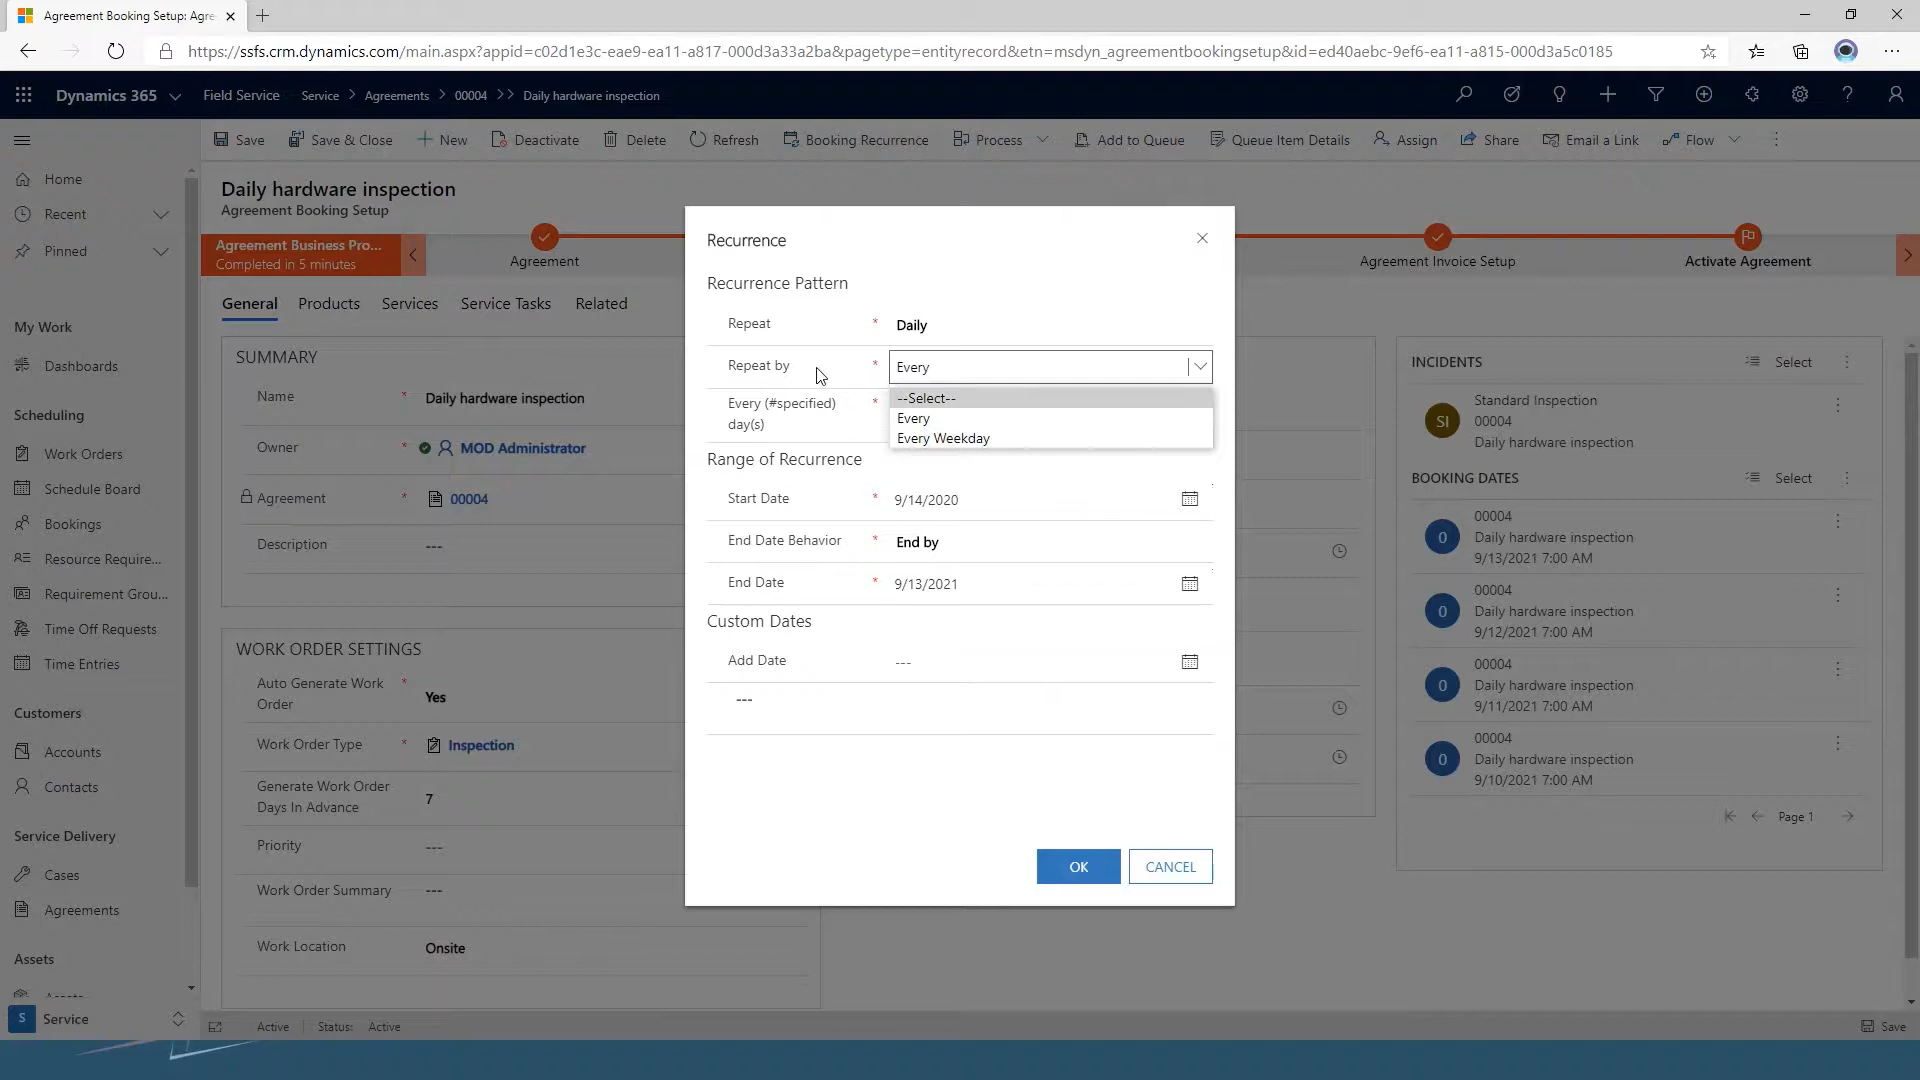 Agreement Booking Setup: Agre
https://ssfs.crm.dynamics.com/main.aspx?appid=c02d1e3c-eae9-ea11-a817-000d3a33a2ba&pagetype=entityrecord&etn=msdyn_agreementbookingsetup&id=ed40aebc-9ef6-ea11-a815-000d3a5c0185
Dynamics 365 Field Service Service > Agreements > 00004 >> Daily hardware inspection
Save Save & Close New Deactivate Delete Refresh Booking Recurrence Process Add to Queue Queue Item Details Assign Share Email a Link Flow
Home
Recent
Pinned
My Work
Dashboards
Scheduling
Work Orders
Schedule Board
Bookings
Resource Require...
Requirement Grou...
Time Off Requests
Time Entries
Customers
Accounts
Contacts
Service Delivery
Cases
Agreements
Assets
S Service
Daily hardware inspection
Agreement Booking Setup
Agreement Business Pro...
Completed in 5 minutes
Agreement
Agreement Invoice Setup
Activate Agreement
General Products Services Service Tasks Related
SUMMARY
Name * Daily hardware inspection
Owner * MOD Administrator
Agreement * 00004
Description ---
WORK ORDER SETTINGS
Auto Generate Work
Order * Yes
Work Order Type * Inspection
Generate Work Order
Days In Advance 7
Priority ---
Work Order Summary ---
Work Location Onsite
Recurrence
Recurrence Pattern
Repeat * Daily
Repeat by * Every
--Select--
Every
Every Weekday
Every (#specified)
day(s) *
Range of Recurrence
Start Date * 9/14/2020
End Date Behavior * End by
End Date * 9/13/2021
Custom Dates
Add Date ---
---
OK CANCEL
INCIDENTS Select
SI
Standard Inspection
00004
Daily hardware inspection
BOOKING DATES Select
0
00004
Daily hardware inspection
9/13/2021 7:00 AM
0
00004
Daily hardware inspection
9/12/2021 7:00 AM
0
00004
Daily hardware inspection
9/11/2021 7:00 AM
0
00004
Daily hardware inspection
9/10/2021 7:00 AM
Page 1
Active Status: Active
Save